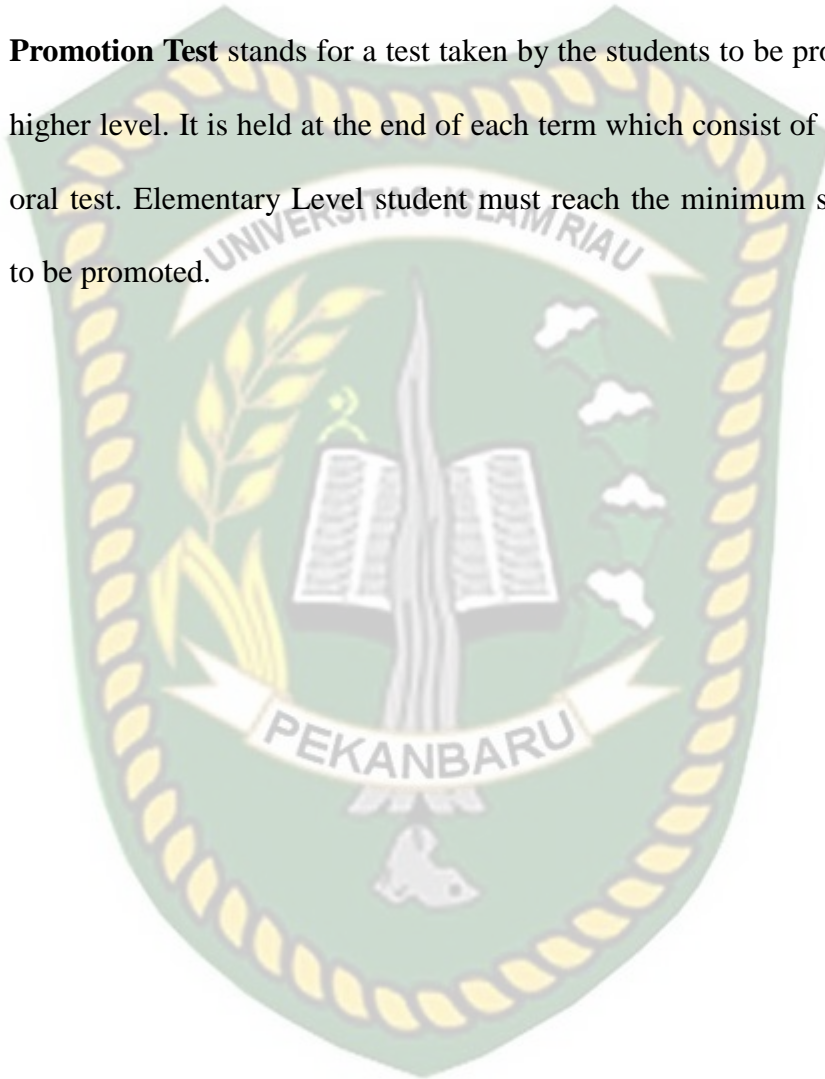 Promotion Test stands for a test taken by the students to be pro
higher level. It is held at the end of each term which consist of
oral test. Elementary Level student must reach the minimum s
to be promoted.
UNIVERSITAS ISLAM RIAU
PEKANBARU